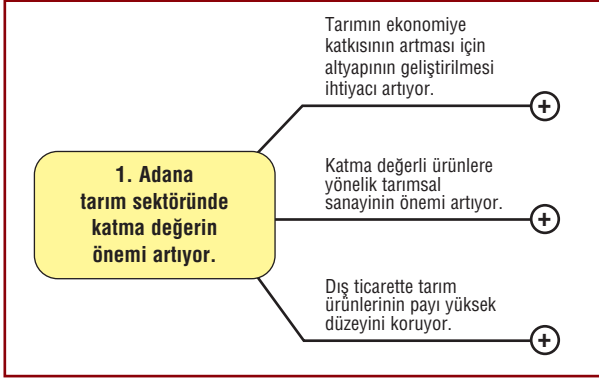 Tarımın ekonomiye
katkısının artması için
altyapının geliştirilmesi
ihtiyacı artıyor.
+
1. Adana
tarım sektöründe
katma değerin
önemi artıyor.
Katma değerli ürünlere
yönelik tarımsal
sanayinin önemi artıyor.
+
Dış ticarette tarım
ürünlerinin payı yüksek
düzeyini koruyor.
+